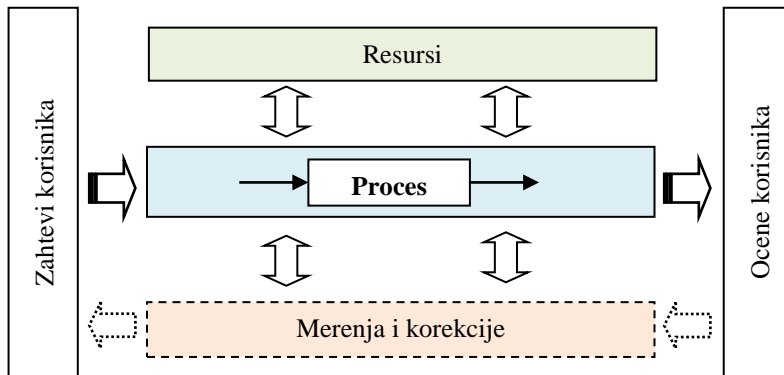 Zahtevi korisnika
Resursi
Proces
Merenja i korekcije
Ocene korisnika